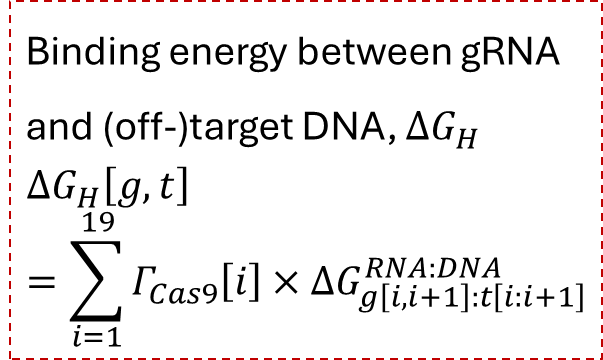 Binding energy between gRNA
and (off-)target DNA, ΔG_H
ΔG_H[g, t]
= ∑_{i=1}^{19} Γ_{Cas9}[i] × ΔG^{RNA:DNA}_{g[i,i+1]:t[i:i+1]}